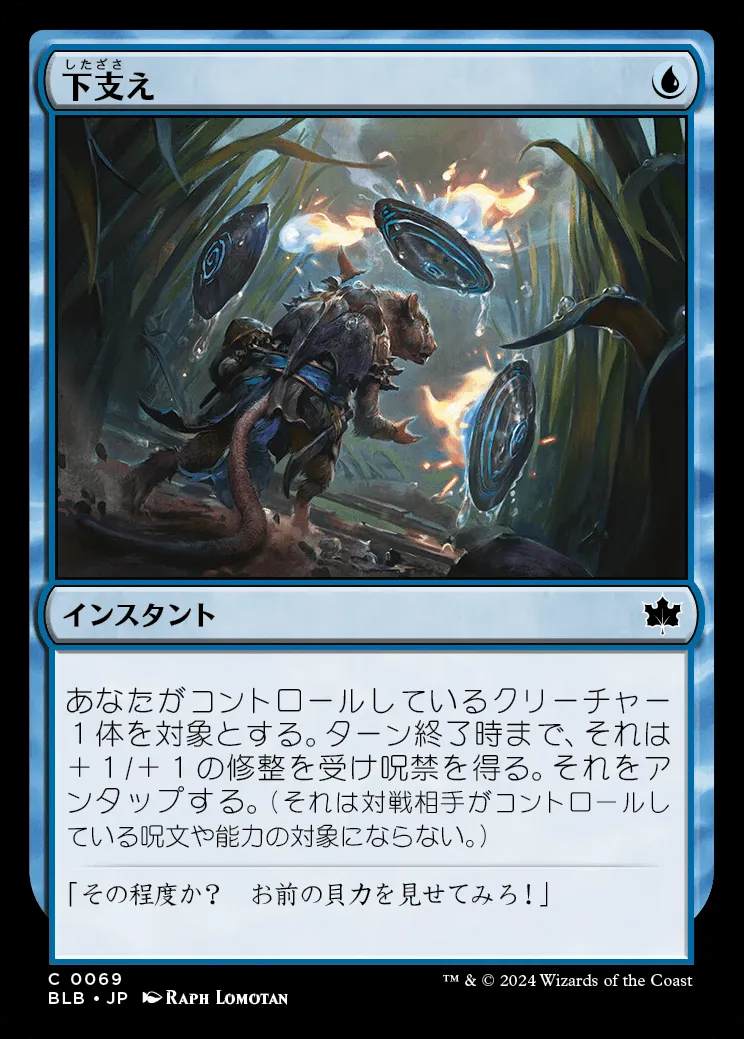 したざさ
下支え
インスタント
あなたがコントロールしているクリーチャー
１体を対象とする。ターン終了時まで、それは
＋１/＋１の修整を受け呪禁を得る。それをア
ンタップする。（それは対戦相手がコントロールし
ている呪文や能力の対象にならない。）
「その程度か？　お前の貝力を見せてみろ！」
C 0069
BLB • JP Raph Lomotan
™ & © 2024 Wizards of the Coast